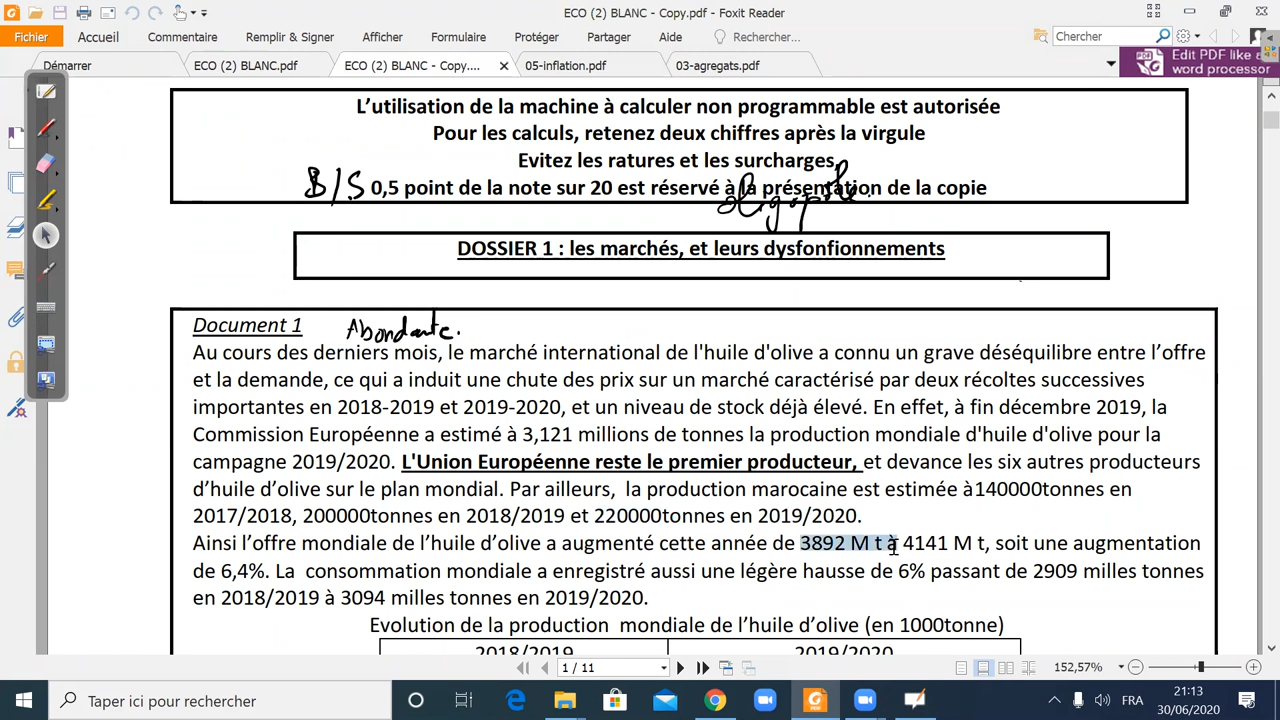 ECO (2) BLANC - Copy.pdf - Foxit Reader
Fichier Accueil Commentaire Remplir & Signer Afficher Formulaire Protéger Partager Aide Rechercher... Chercher
Démarrer ECO (2) BLANC.pdf ECO (2) BLANC - Copy.... 05-inflation.pdf 03-agregats.pdf
Edit PDF like a
word processor
L'utilisation de la machine à calculer non programmable est autorisée
Pour les calculs, retenez deux chiffres après la virgule
Evitez les ratures et les surcharges,
B/S 0,5 point de la note sur 20 est réservé à la présentation de la copie
oligopole.
DOSSIER 1 : les marchés, et leurs dysfonfionnements
Document 1 Abondante.
Au cours des derniers mois, le marché international de l'huile d'olive a connu un grave déséquilibre entre l'offre
et la demande, ce qui a induit une chute des prix sur un marché caractérisé par deux récoltes successives
importantes en 2018-2019 et 2019-2020, et un niveau de stock déjà élevé. En effet, à fin décembre 2019, la
Commission Européenne a estimé à 3,121 millions de tonnes la production mondiale d'huile d'olive pour la
campagne 2019/2020. L'Union Européenne reste le premier producteur, et devance les six autres producteurs
d'huile d'olive sur le plan mondial. Par ailleurs, la production marocaine est estimée à140000tonnes en
2017/2018, 200000tonnes en 2018/2019 et 220000tonnes en 2019/2020.
Ainsi l'offre mondiale de l'huile d'olive a augmenté cette année de 3892 M t à 4141 M t, soit une augmentation
de 6,4%. La consommation mondiale a enregistré aussi une légère hausse de 6% passant de 2909 milles tonnes
en 2018/2019 à 3094 milles tonnes en 2019/2020.
Evolution de la production mondiale de l'huile d'olive (en 1000tonne)
2018/2019 2019/2020
1 / 11 152,57%
Taper ici pour rechercher FRA 21:13
30/06/2020